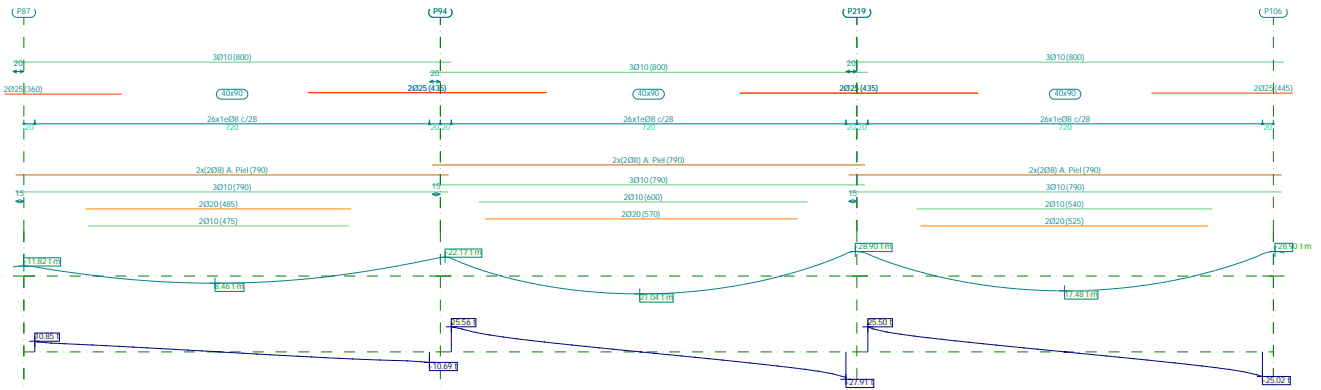 P87 P94 P219 P106
3Ø10(800) 3Ø10(800)
20 20
3Ø10(800)
20
2Ø25(360) 40x90 2Ø25(435) 40x90 2Ø25(435) 40x90 2Ø25(445)
26x1eØ8 c/28 26x1eØ8 c/28 26x1eØ8 c/28
20 720 20 20 720 20 20 720 20
2x(2Ø8) A. Piel (790)
2x(2Ø8) A. Piel (790) 2x(2Ø8) A. Piel (790)
3Ø10(790)
3Ø10(790) 3Ø10(790)
15 15 15
2Ø10(600)
2Ø20(485) 2Ø10(540)
2Ø20(570)
2Ø10(475) 2Ø20(525)
-28.90 t·m -28.90 t·m
-22.17 t·m
-11.82 t·m
8.46 t·m
17.48 t·m
21.04 t·m
25.56 t 25.50 t
10.85 t
-10.69 t
-27.91 t -25.02 t